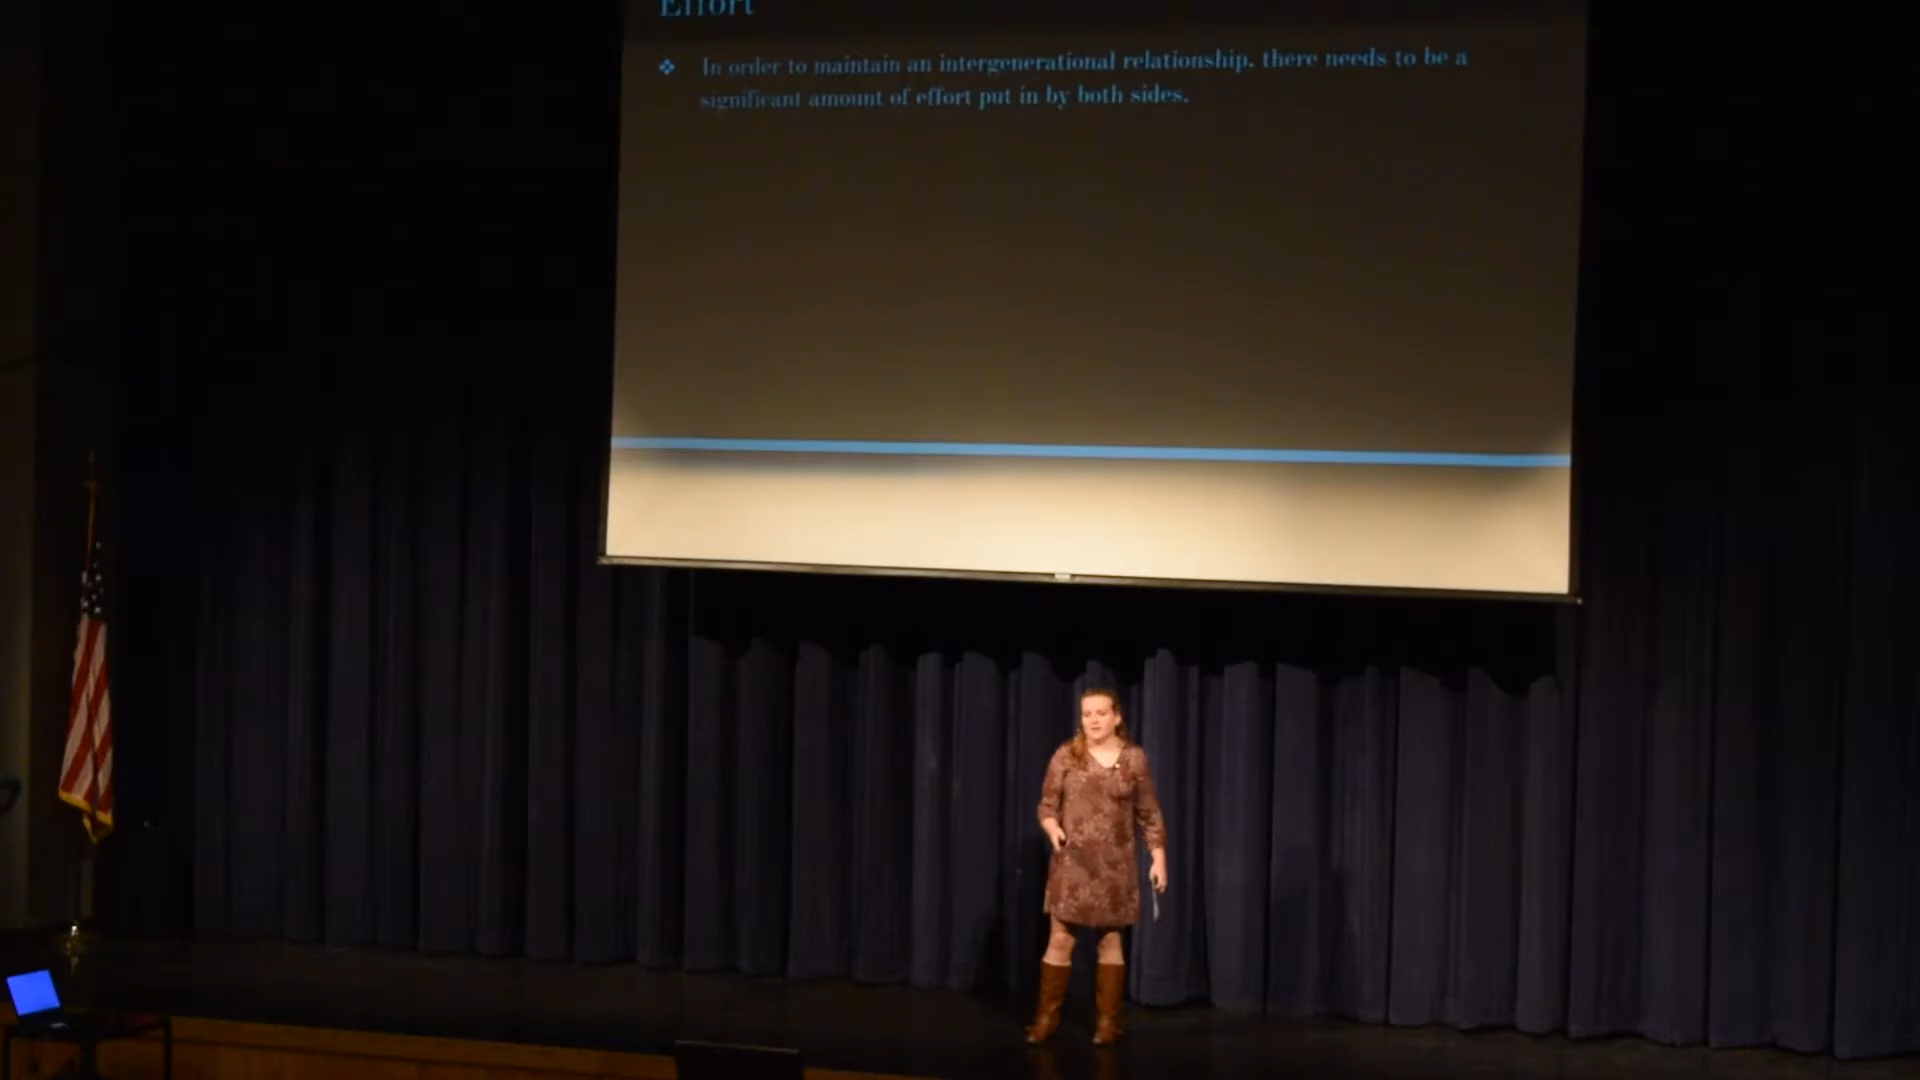 Effort
❖ In order to maintain an intergenerational relationship, there needs to be a
significant amount of effort put in by both sides.